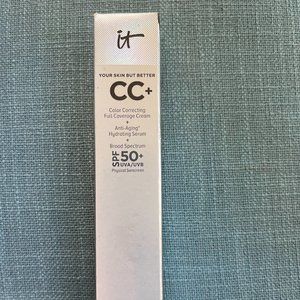 it
YOUR SKIN BUT BETTER
CC+
Color Correcting
Full Coverage Cream
+
Anti-Aging*
Hydrating Serum
+
Broad Spectrum
SPF 50+
UVA/UVB
Physical Sunscreen